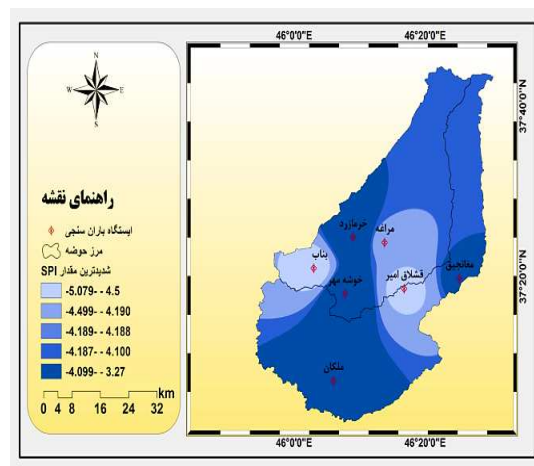 N
W E
S
راهنمای نقشه
ایستگاه باران سنجی
مرز حوضه
شدیدترین مقدار SPI
-5.079- - 4.5
-4.499- - 4.190
-4.189- - 4.188
-4.187- - 4.100
-4.099- - 3.27
km
0 4 8 16 24 32
46°0'0"E 46°20'0"E
37°40'0"N
37°20'0"N
خرمازرد
مراغه
بناب
مغانجیق
قشلاق امیر
خوشه مهر
ملکان
46°0'0"E 46°20'0"E